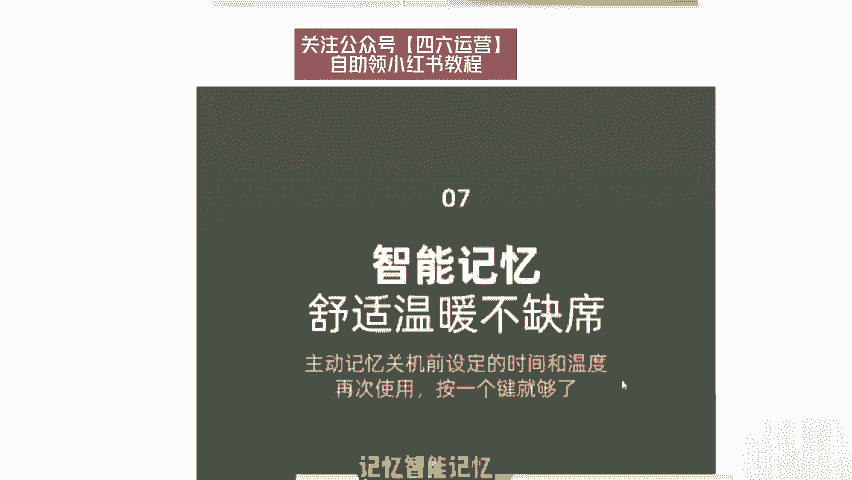 关注公众号【四六运营】
自助领小红书教程
07
智能记忆
舒适温暖不缺席
主动记忆关机前设定的时间和温度
再次使用，按一个键就够了
记忆智能记忆